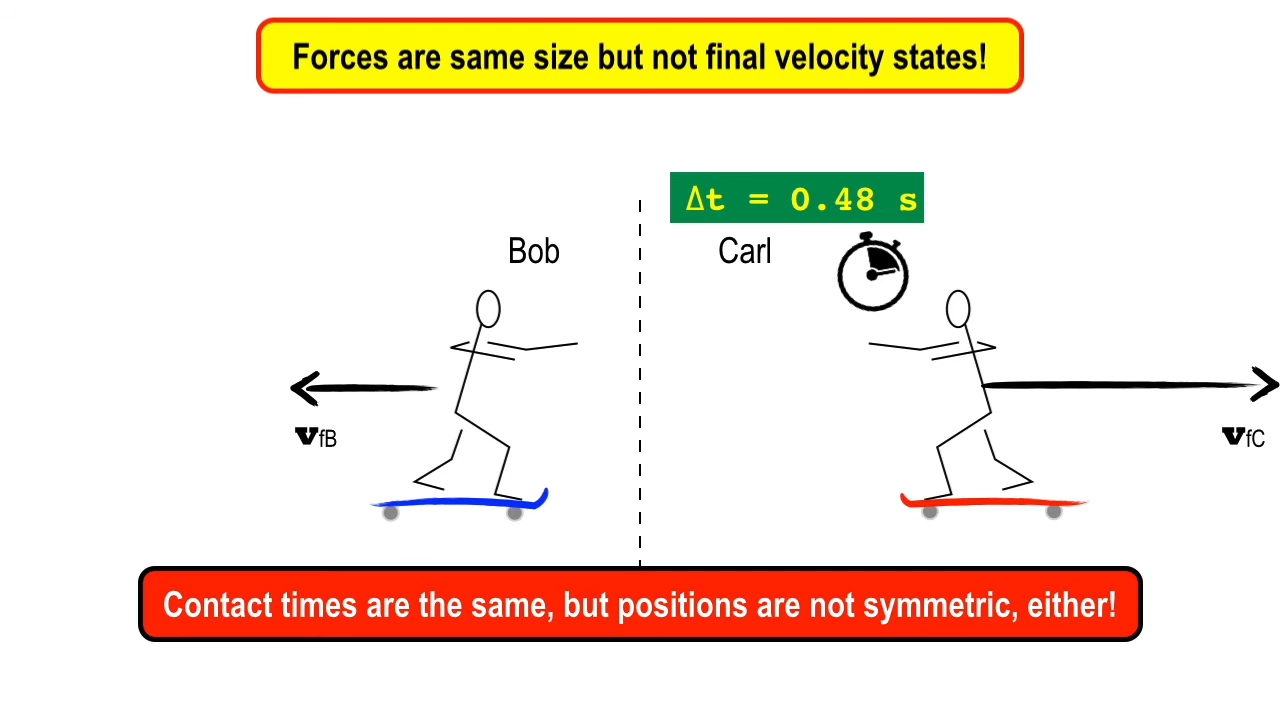 Forces are same size but not final velocity states!
Δt = 0.48 s
Bob
Carl
vfB
vfC
Contact times are the same, but positions are not symmetric, either!